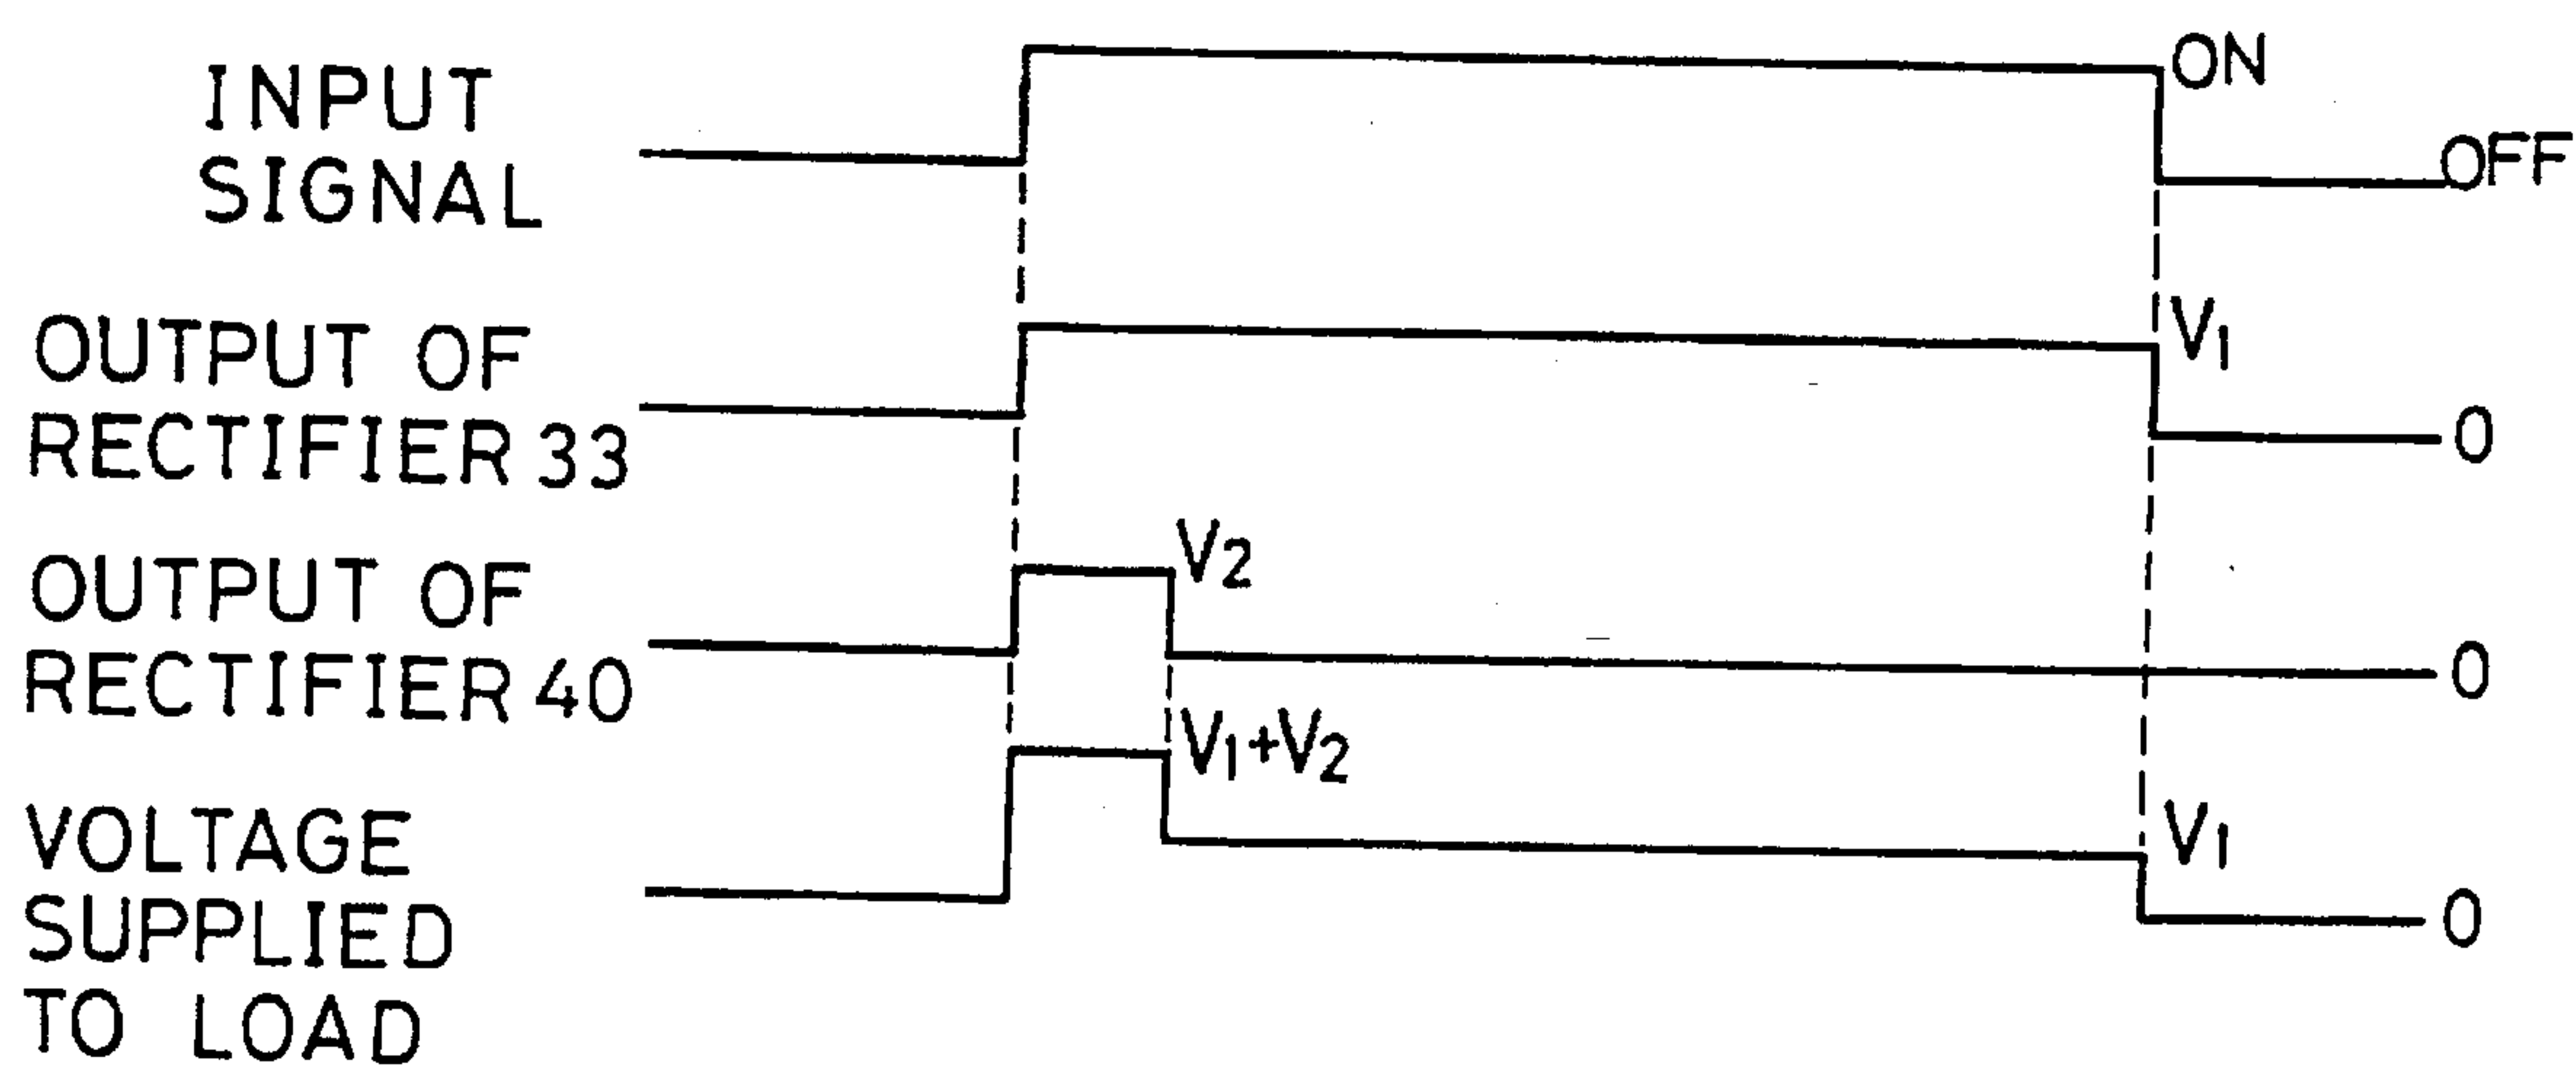 INPUT
SIGNAL
ON
OFF
OUTPUT OF
RECTIFIER 33
V1
0
OUTPUT OF
RECTIFIER 40
V2
0
VOLTAGE
SUPPLIED
TO LOAD
V1+V2
V1
0